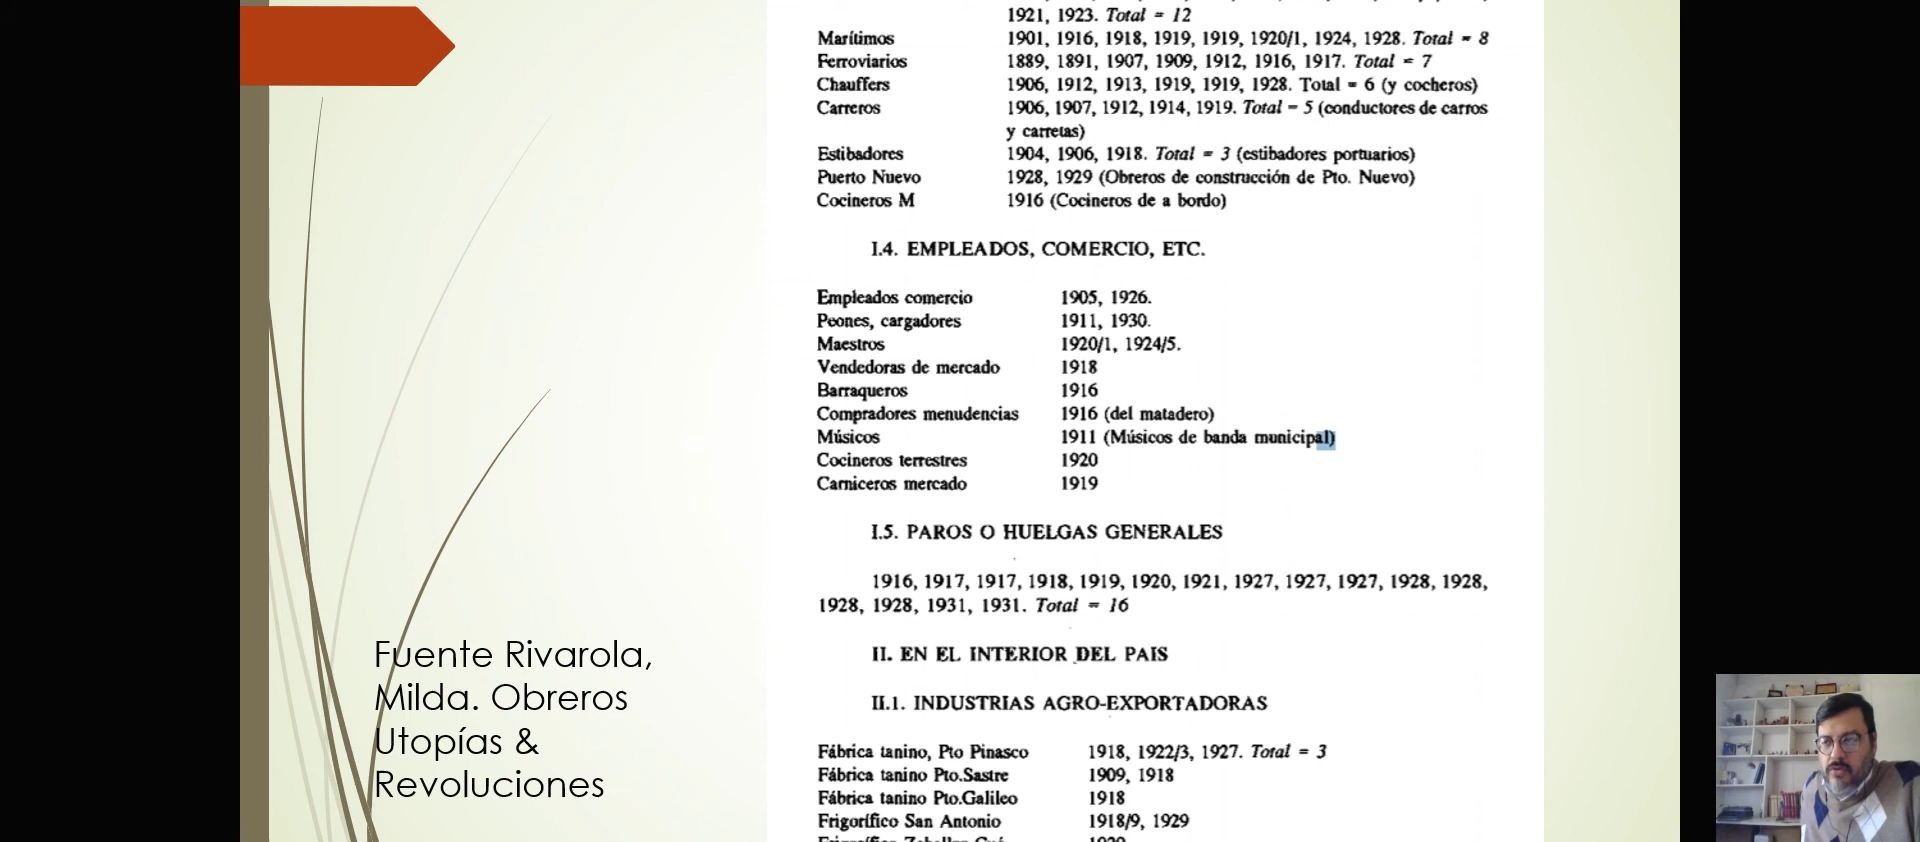 1921, 1923. Total = 12
Marítimos 1901, 1916, 1918, 1919, 1919, 1920/1, 1924, 1928. Total = 8
Ferroviarios 1889, 1891, 1907, 1909, 1912, 1916, 1917. Total = 7
Chauffers 1906, 1912, 1913, 1919, 1919, 1928. Total = 6 (y cocheros)
Carreros 1906, 1907, 1912, 1914, 1919. Total = 5 (conductores de carros
y carretas)
Estibadores 1904, 1906, 1918. Total = 3 (estibadores portuarios)
Puerto Nuevo 1928, 1929 (Obreros de construcción de Pto. Nuevo)
Cocineros M 1916 (Cocineros de a bordo)
I.4. EMPLEADOS, COMERCIO, ETC.
Empleados comercio 1905, 1926.
Peones, cargadores 1911, 1930.
Maestros 1920/1, 1924/5.
Vendedoras de mercado 1918
Barraqueros 1916
Compradores menudencias 1916 (del matadero)
Músicos 1911 (Músicos de banda municipal)
Cocineros terrestres 1920
Carniceros mercado 1919
I.5. PAROS O HUELGAS GENERALES
1916, 1917, 1917, 1918, 1919, 1920, 1921, 1927, 1927, 1927, 1928, 1928,
1928, 1928, 1931, 1931. Total = 16
II. EN EL INTERIOR DEL PAIS
II.1. INDUSTRIAS AGRO-EXPORTADORAS
Fábrica tanino, Pto Pinasco 1918, 1922/3, 1927. Total = 3
Fábrica tanino Pto.Sastre 1909, 1918
Fábrica tanino Pto.Galileo 1918
Frigorífico San Antonio 1918/9, 1929
Fuente Rivarola,
Milda. Obreros
Utopías &
Revoluciones